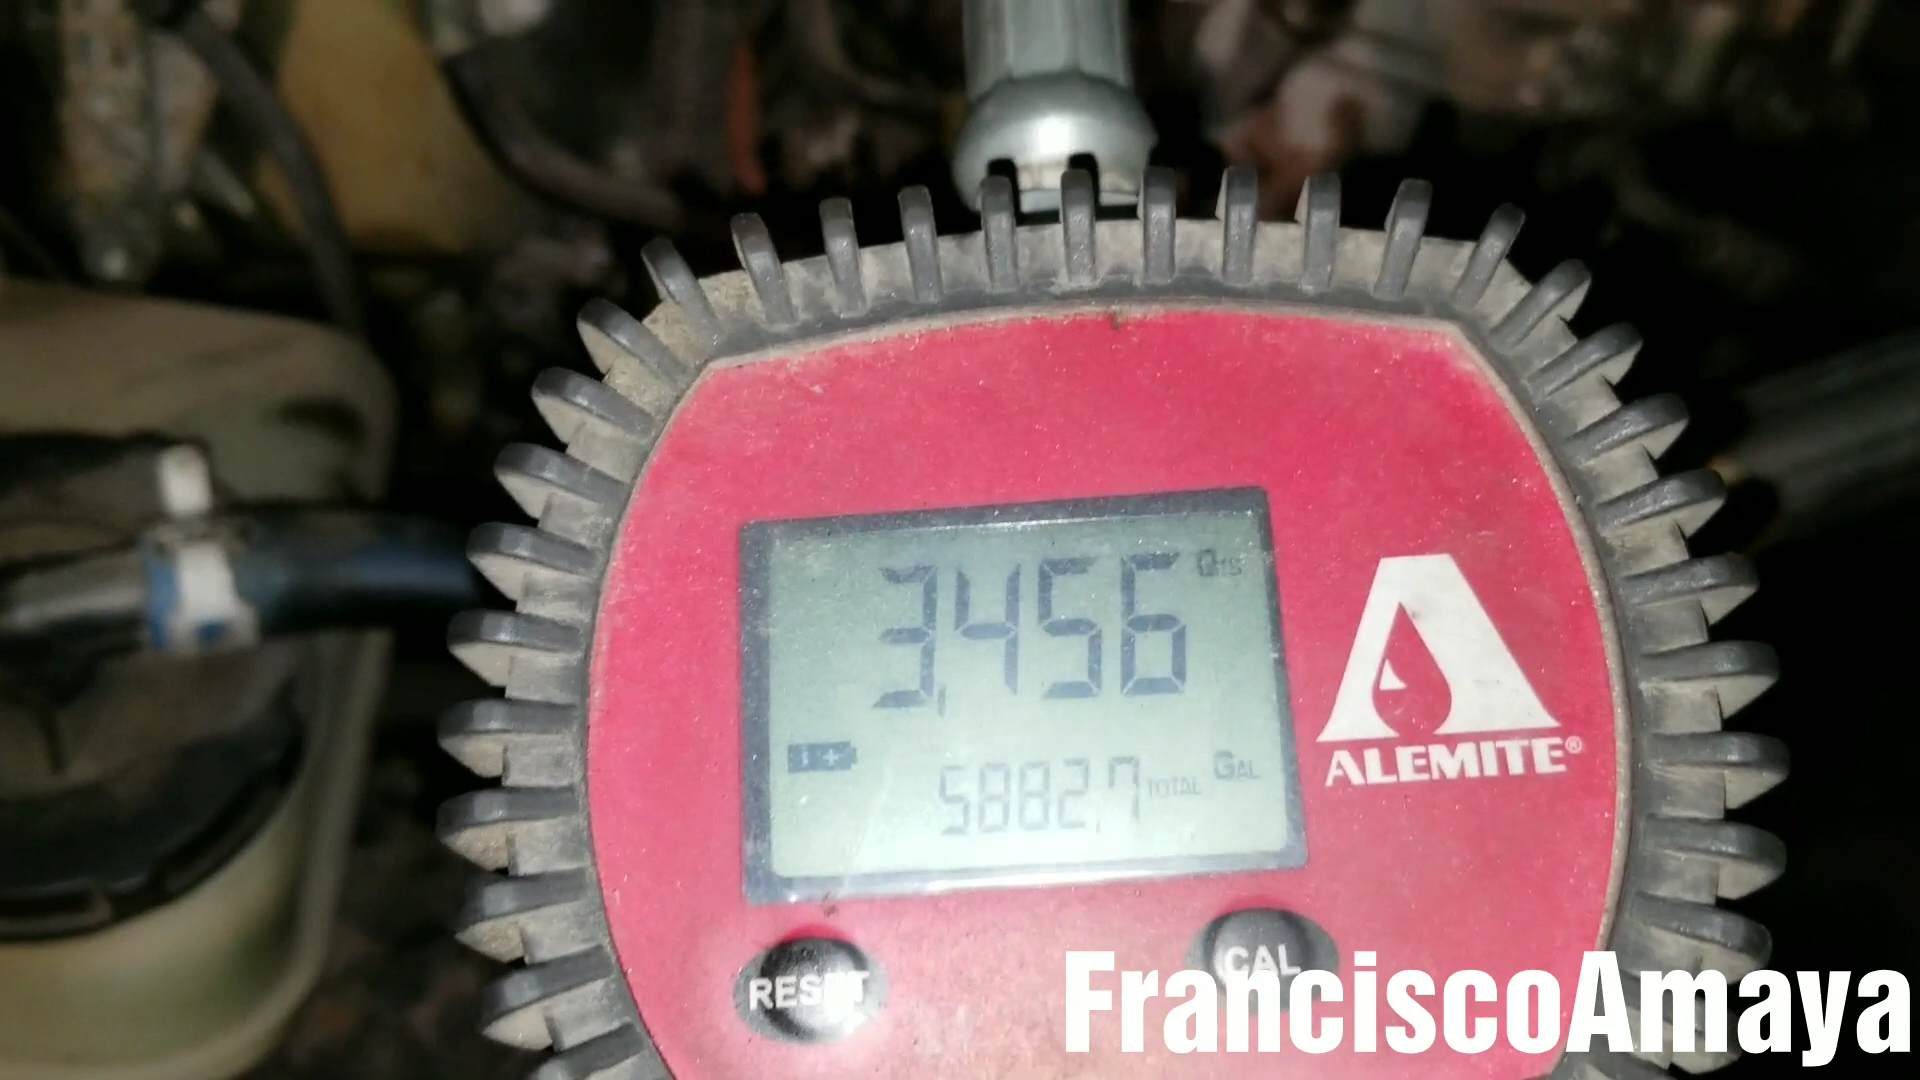 3,456 Qts
5882,7 TOTAL GAL
ALEMITE®
RESET
CAL
FranciscoAmaya